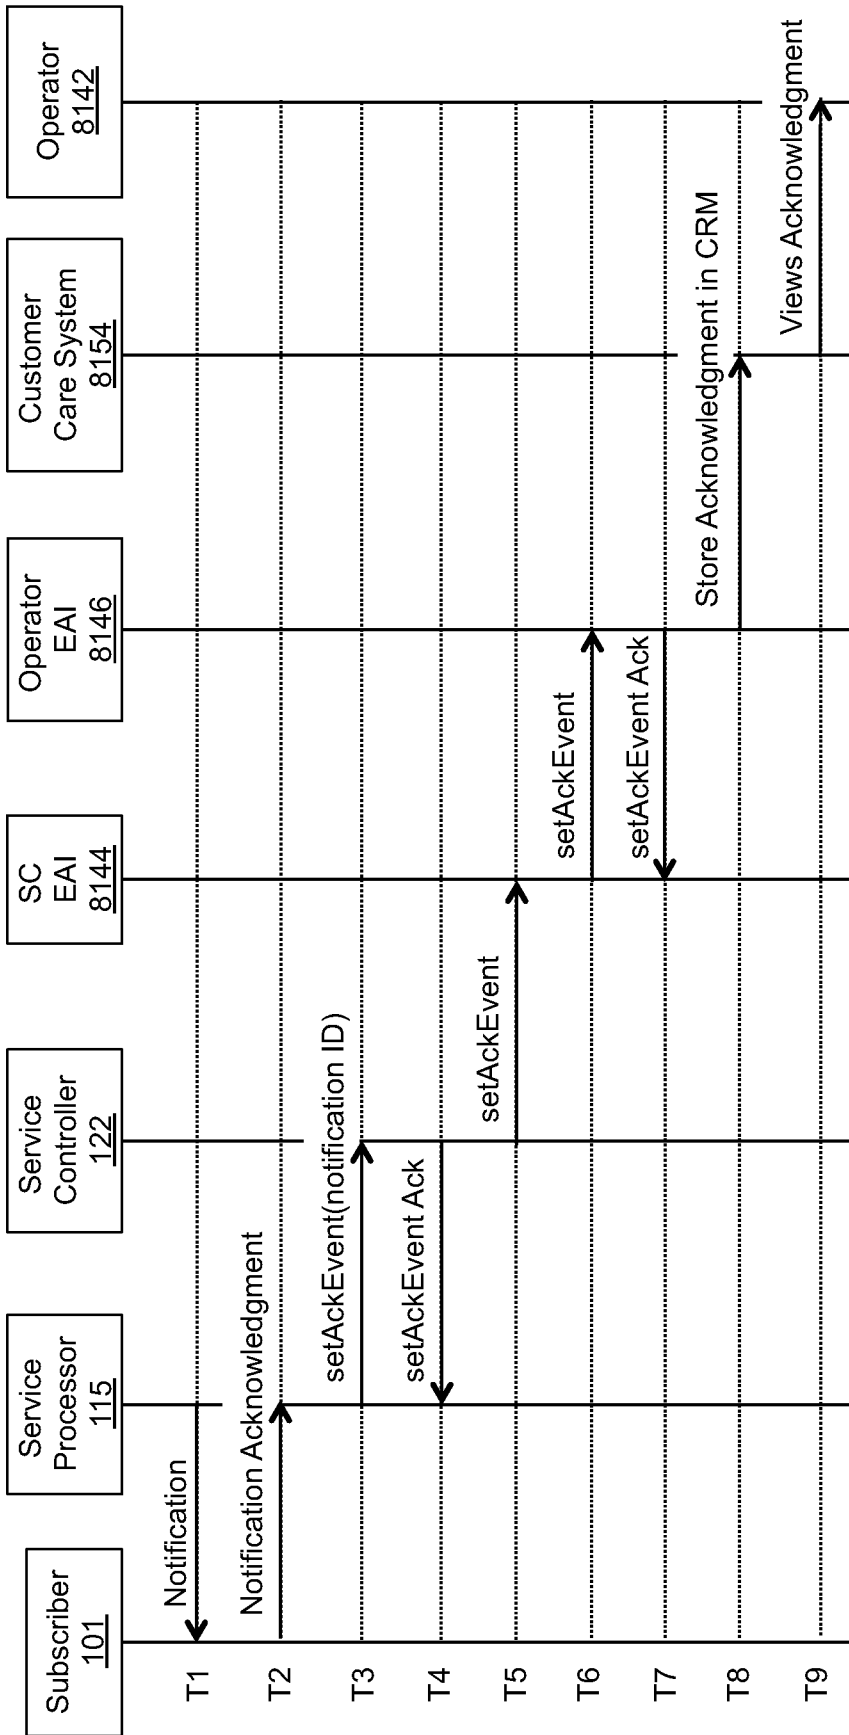 Subscriber
101
Service
Processor
115
Service
Controller
122
SC
EAI
8144
Operator
EAI
8146
Customer
Care System
8154
Operator
8142
T1
Notification
T2
Notification Acknowledgment
T3
setAckEvent(notification ID)
T4
setAckEvent Ack
T5
setAckEvent
T6
setAckEvent
T7
setAckEvent Ack
T8
Store Acknowledgment in CRM
T9
Views Acknowledgment